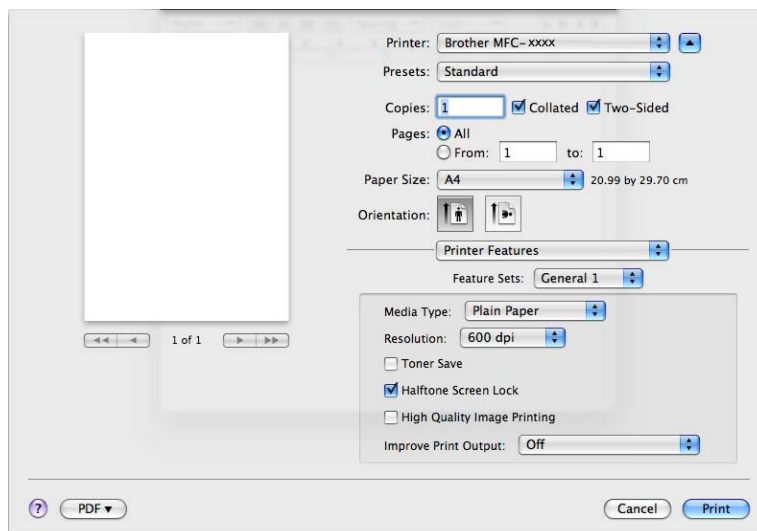 Printer: Brother MFC-xxxx
Presets: Standard
Copies: 1 Collated Two-Sided
Pages: All
From: 1 to: 1
Paper Size: A4 20.99 by 29.70 cm
Orientation:
Printer Features
Feature Sets: General 1
Media Type: Plain Paper
Resolution: 600 dpi
Toner Save
Halftone Screen Lock
High Quality Image Printing
Improve Print Output: Off
1 of 1
? PDF▼ Cancel Print